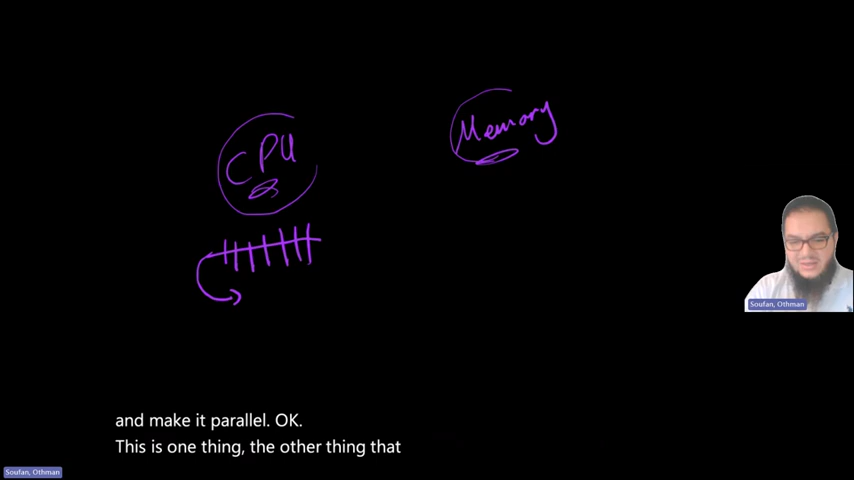 CPU
Memory
Soufan, Othman
and make it parallel. OK.
This is one thing, the other thing that
Soufan, Othman